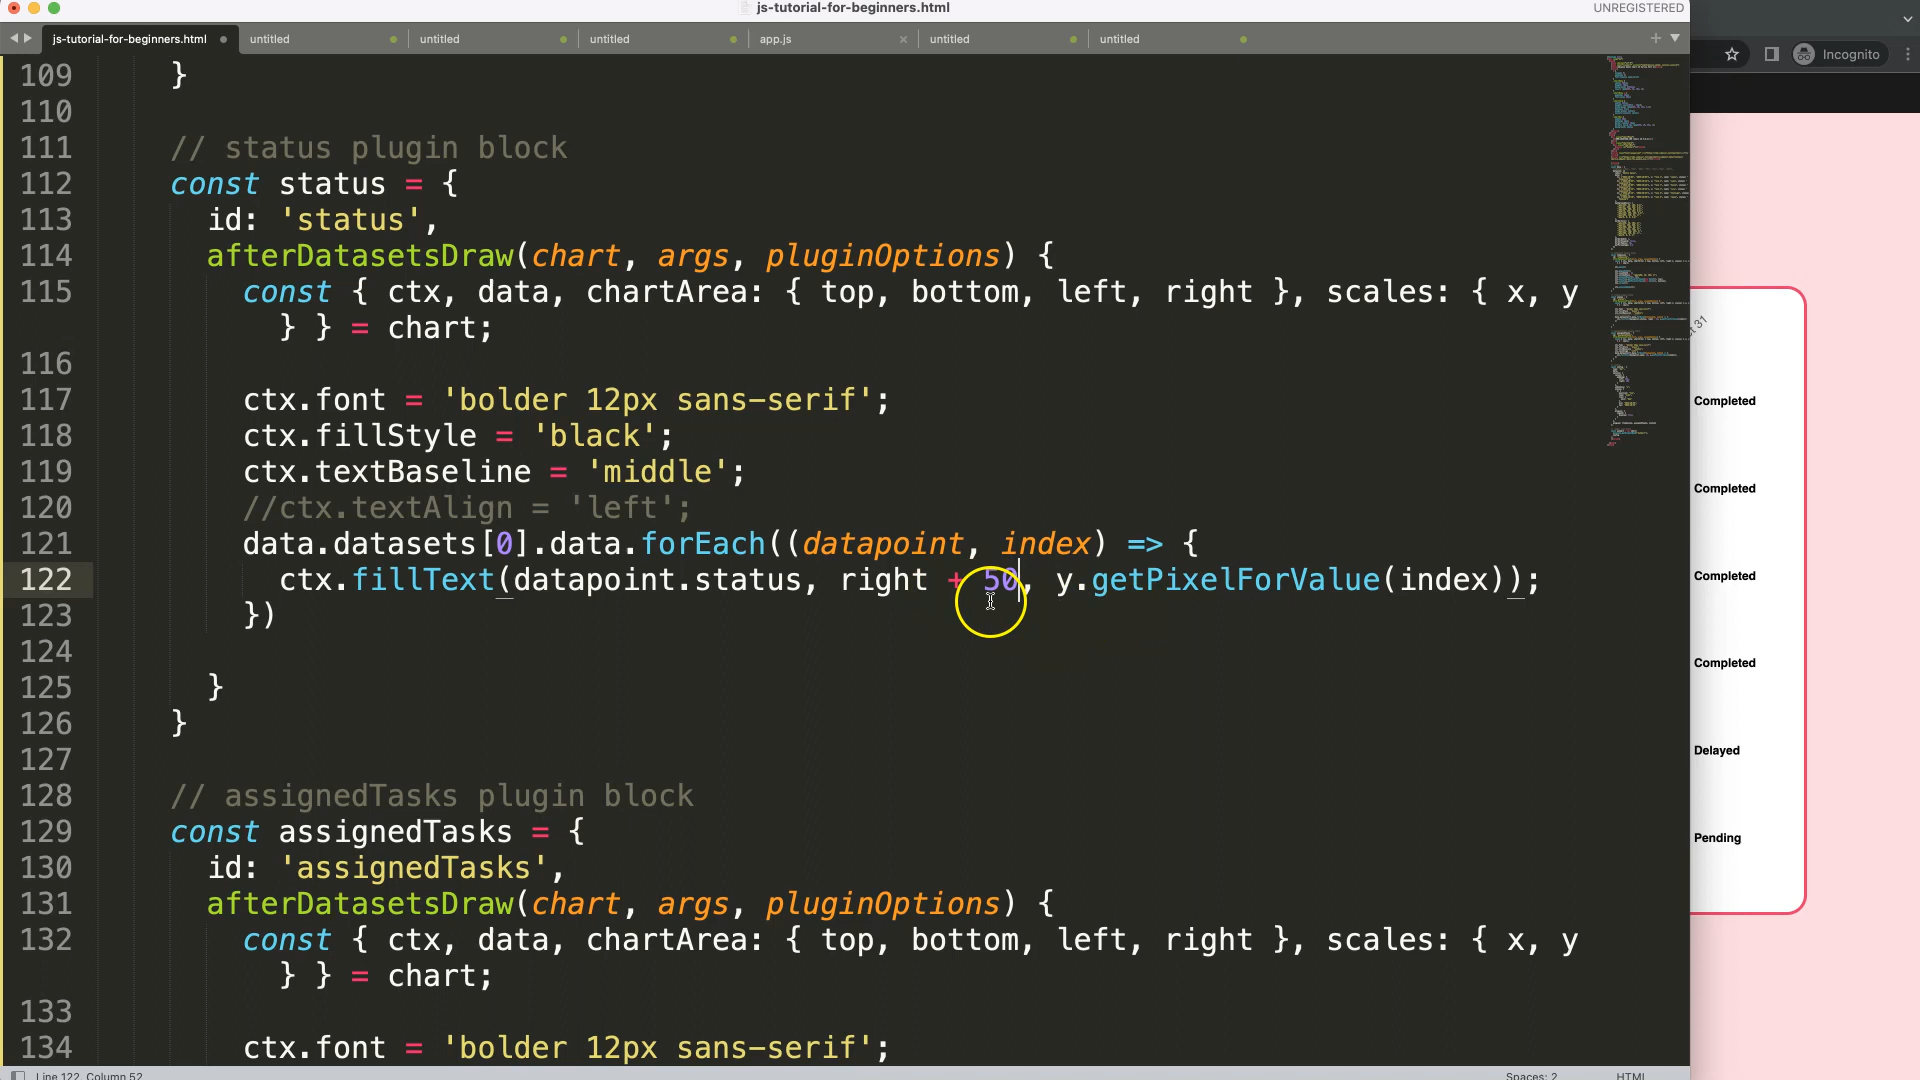 js-tutorial-for-beginners.html
UNREGISTERED
js-tutorial-for-beginners.html untitled untitled untitled app.js untitled untitled
Incognito
109 }
110
111 // status plugin block
112 const status = {
113 id: 'status',
114 afterDatasetsDraw(chart, args, pluginOptions) {
115 const { ctx, data, chartArea: { top, bottom, left, right }, scales: { x, y
} } = chart;
116
117 ctx.font = 'bolder 12px sans-serif';
118 ctx.fillStyle = 'black';
119 ctx.textBaseline = 'middle';
120 //ctx.textAlign = 'left';
121 data.datasets[0].data.forEach((datapoint, index) => {
122 ctx.fillText(datapoint.status, right + 50, y.getPixelForValue(index));
123 })
124
125 }
126 }
127
128 // assignedTasks plugin block
129 const assignedTasks = {
130 id: 'assignedTasks',
131 afterDatasetsDraw(chart, args, pluginOptions) {
132 const { ctx, data, chartArea: { top, bottom, left, right }, scales: { x, y
} } = chart;
133
134 ctx.font = 'bolder 12px sans-serif';
31
Completed
Completed
Completed
Completed
Delayed
Pending
Line 122, Column 52
Spaces: 2
HTML